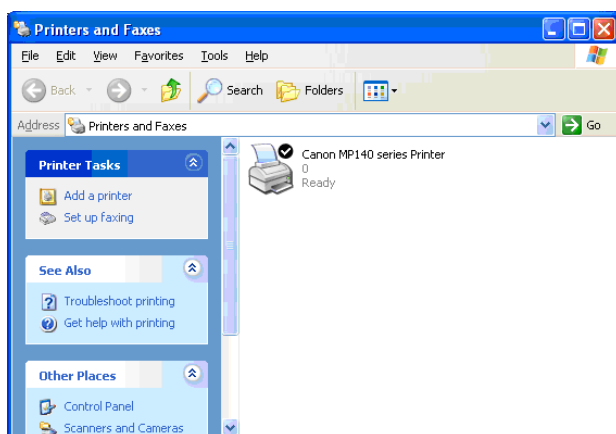 Printers and Faxes
File Edit View Favorites Tools Help
Back Search Folders
Address Printers and Faxes Go
Printer Tasks
Add a printer
Set up faxing
See Also
Troubleshoot printing
Get help with printing
Other Places
Control Panel
Scanners and Cameras
Canon MP140 series Printer
0
Ready